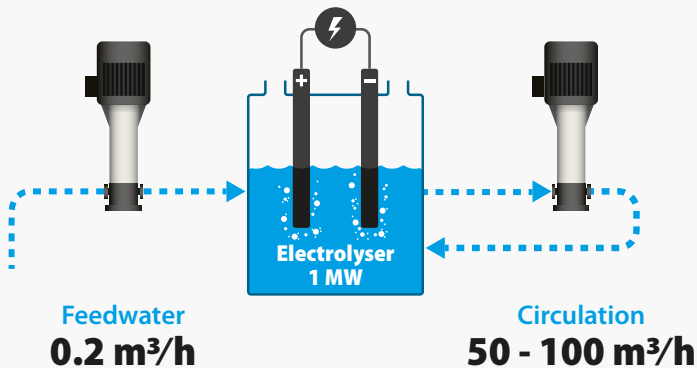 +
−
Electrolyser
1 MW
Feedwater
0.2 m³/h
Circulation
50 - 100 m³/h